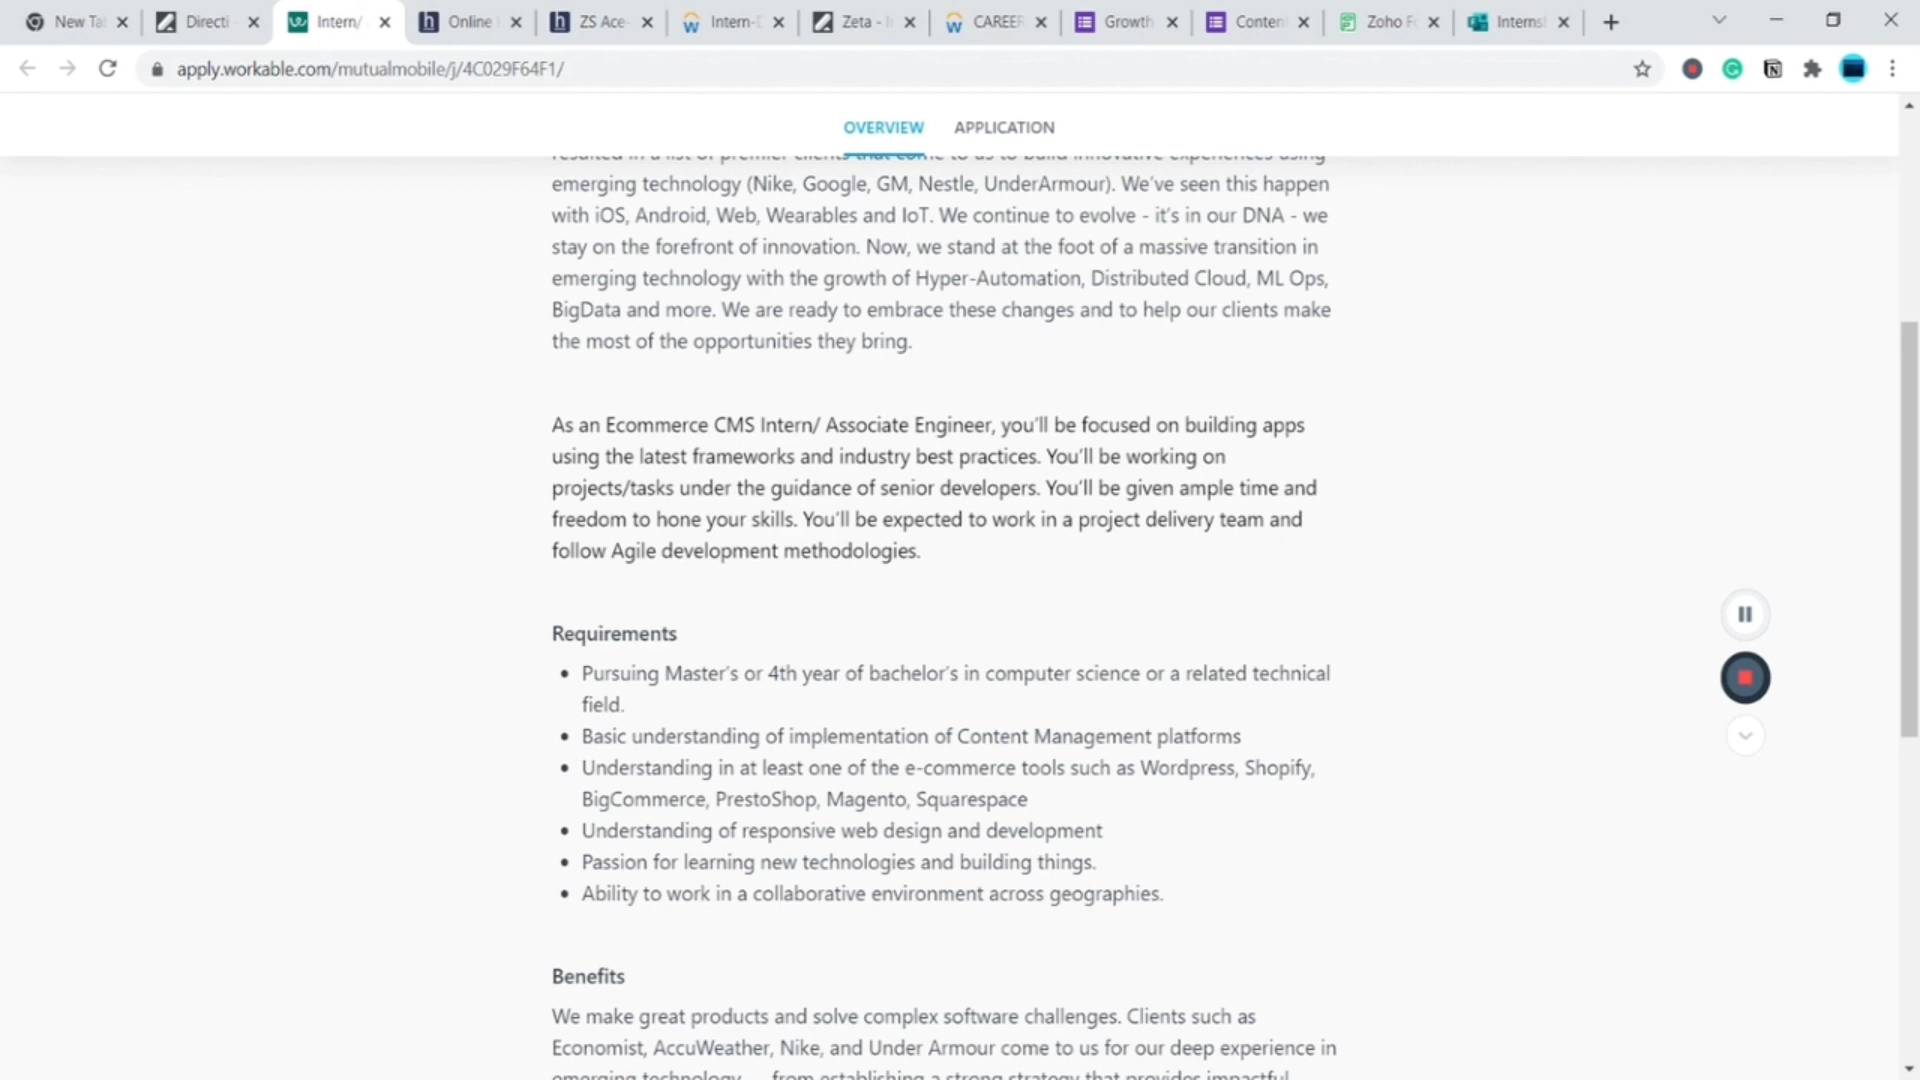 New Ta
Directi
Intern/
Online
ZS Ace
Intern-D
Zeta - I
CAREER
Growth
Conten
Zoho Fo
Internsl
apply.workable.com/mutualmobile/j/4C029F64F1/
OVERVIEW
APPLICATION
resulted in a list of premier clients that come to us to build innovative experiences using
emerging technology (Nike, Google, GM, Nestle, UnderArmour). We've seen this happen
with iOS, Android, Web, Wearables and IoT. We continue to evolve - it's in our DNA - we
stay on the forefront of innovation. Now, we stand at the foot of a massive transition in
emerging technology with the growth of Hyper-Automation, Distributed Cloud, ML Ops,
BigData and more. We are ready to embrace these changes and to help our clients make
the most of the opportunities they bring.
As an Ecommerce CMS Intern/ Associate Engineer, you'll be focused on building apps
using the latest frameworks and industry best practices. You'll be working on
projects/tasks under the guidance of senior developers. You'll be given ample time and
freedom to hone your skills. You'll be expected to work in a project delivery team and
follow Agile development methodologies.
Requirements
• Pursuing Master's or 4th year of bachelor's in computer science or a related technical
field.
• Basic understanding of implementation of Content Management platforms
• Understanding in at least one of the e-commerce tools such as Wordpress, Shopify,
BigCommerce, PrestoShop, Magento, Squarespace
• Understanding of responsive web design and development
• Passion for learning new technologies and building things.
• Ability to work in a collaborative environment across geographies.
Benefits
We make great products and solve complex software challenges. Clients such as
Economist, AccuWeather, Nike, and Under Armour come to us for our deep experience in
emerging technology — from establishing a strong strategy that provides impactful